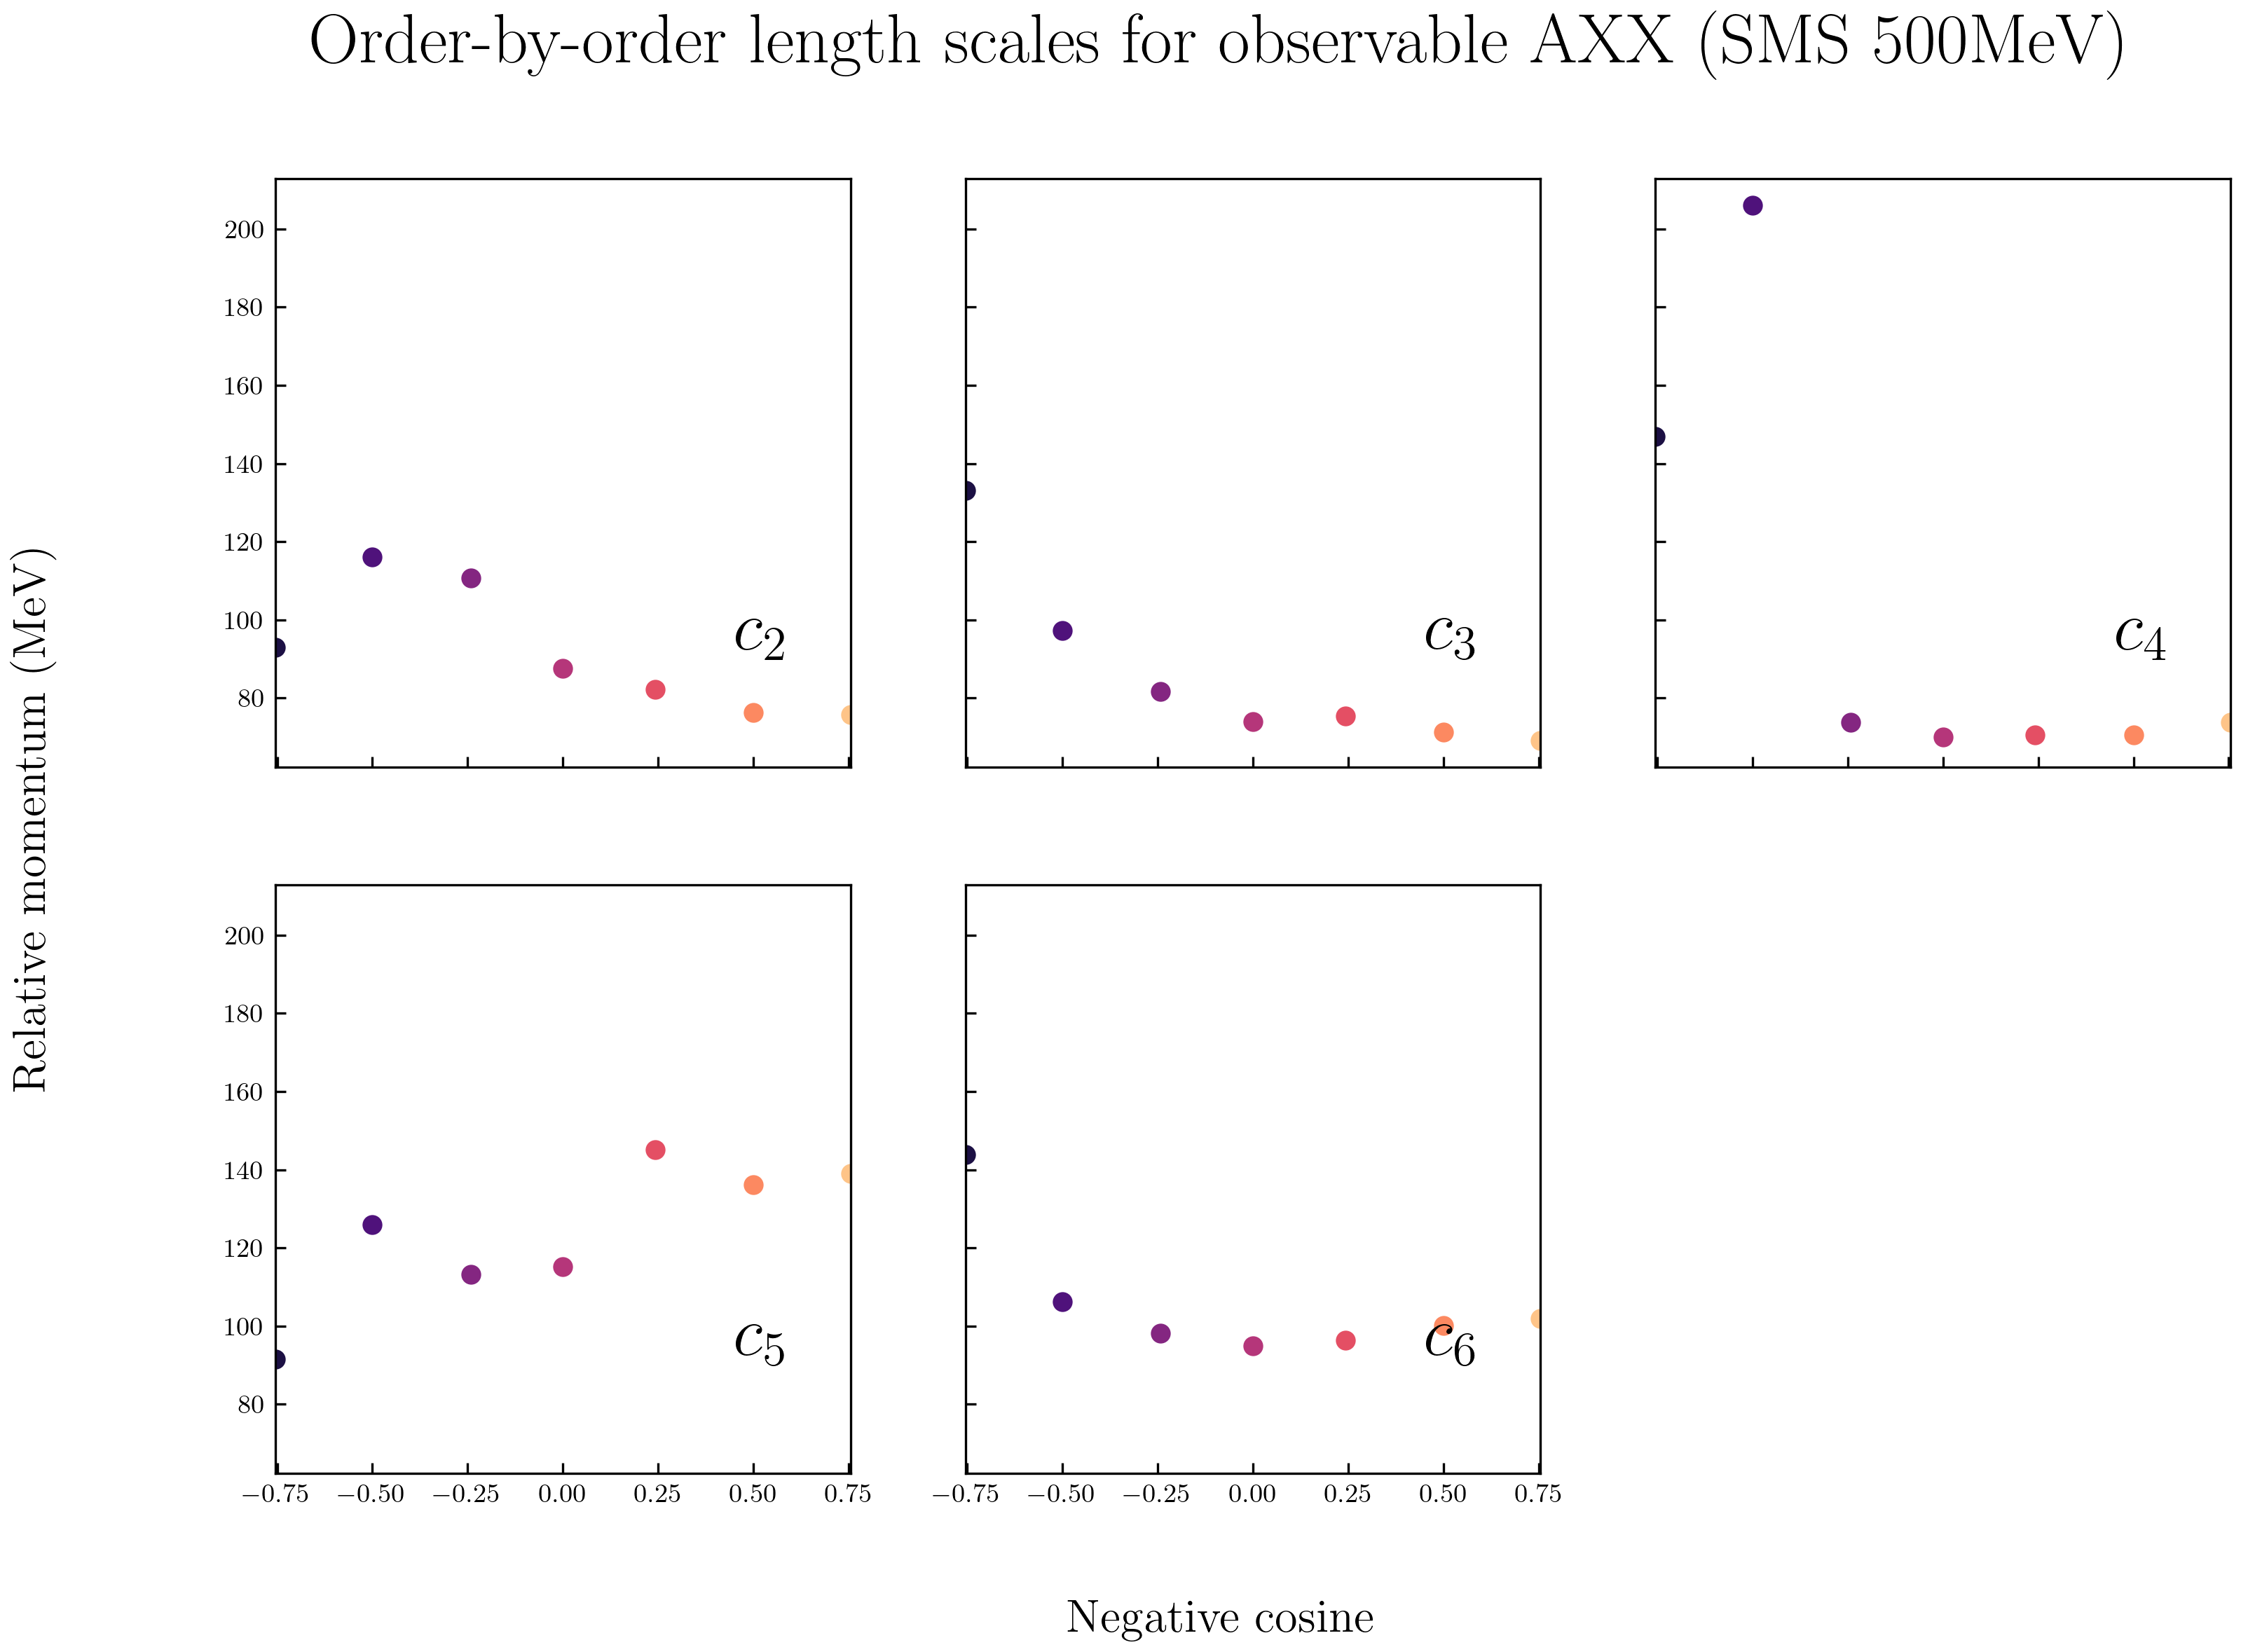 Order-by-order length scales for observable AXX (SMS 500MeV)
Relative momentum (MeV)
200
180
160
140
120
100
80
c2
c3
c4
200
180
160
140
120
100
80
c5
c6
−0.75 −0.50 −0.25 0.00 0.25 0.50 0.75
−0.75 −0.50 −0.25 0.00 0.25 0.50 0.75
Negative cosine